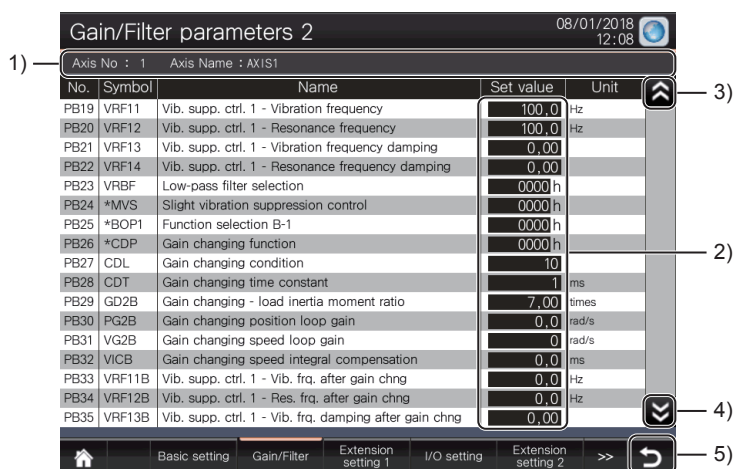 Gain/Filter parameters 2
08/01/2018
12:08
1)
Axis No : 1 Axis Name : AXIS1
No. Symbol Name Set value Unit
3)
PB19 VRF11 Vib. supp. ctrl. 1 - Vibration frequency 100,0 Hz
PB20 VRF12 Vib. supp. ctrl. 1 - Resonance frequency 100,0 Hz
PB21 VRF13 Vib. supp. ctrl. 1 - Vibration frequency damping 0,00
PB22 VRF14 Vib. supp. ctrl. 1 - Resonance frequency damping 0,00
PB23 VRBF Low-pass filter selection 0000 h
PB24 *MVS Slight vibration suppression control 0000 h
PB25 *BOP1 Function selection B-1 0000 h
PB26 *CDP Gain changing function 0000 h
2)
PB27 CDL Gain changing condition 10
PB28 CDT Gain changing time constant 1 ms
PB29 GD2B Gain changing - load inertia moment ratio 7,00 times
PB30 PG2B Gain changing position loop gain 0,0 rad/s
PB31 VG2B Gain changing speed loop gain 0 rad/s
PB32 VICB Gain changing speed integral compensation 0,0 ms
PB33 VRF11B Vib. supp. ctrl. 1 - Vib. frq. after gain chng 0,0 Hz
PB34 VRF12B Vib. supp. ctrl. 1 - Res. frq. after gain chng 0,0 Hz
PB35 VRF13B Vib. supp. ctrl. 1 - Vib. frq. damping after gain chng 0,00
4)
Basic setting Gain/Filter Extension setting 1 I/O setting Extension setting 2 >>
5)